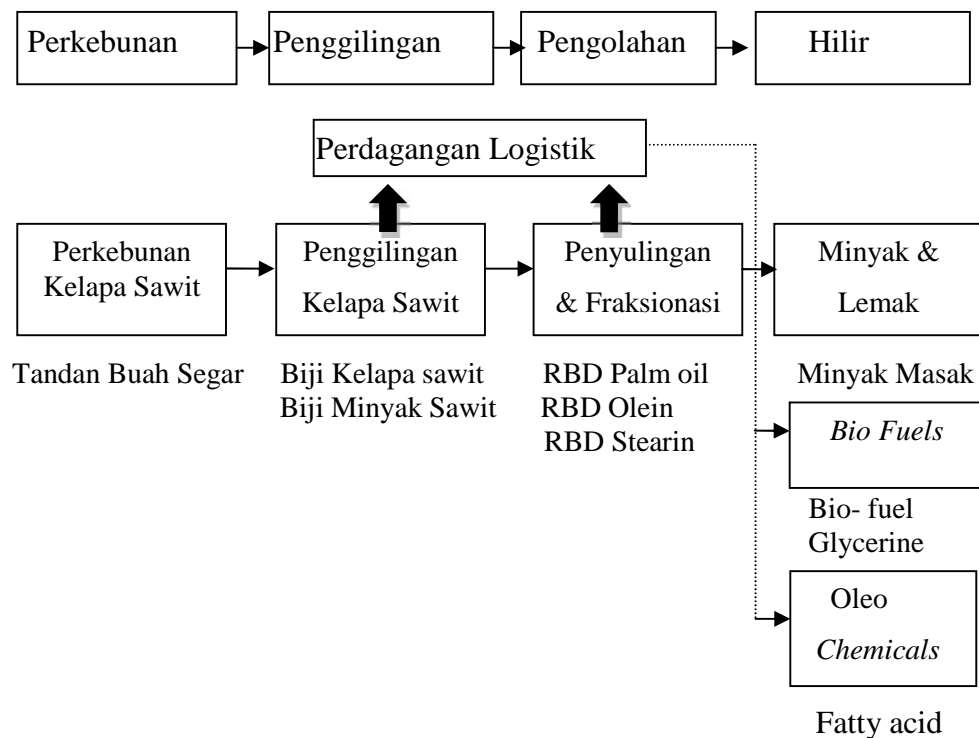 Perkebunan
Penggilingan
Pengolahan
Hilir
Perdagangan Logistik
Perkebunan
Kelapa Sawit
Penggilingan
Kelapa Sawit
Penyulingan
& Fraksionasi
Minyak &
Lemak
Tandan Buah Segar
Biji Kelapa sawit
Biji Minyak Sawit
RBD Palm oil
RBD Olein
RBD Stearin
Minyak Masak
Bio Fuels
Bio- fuel
Glycerine
Oleo
Chemicals
Fatty acid